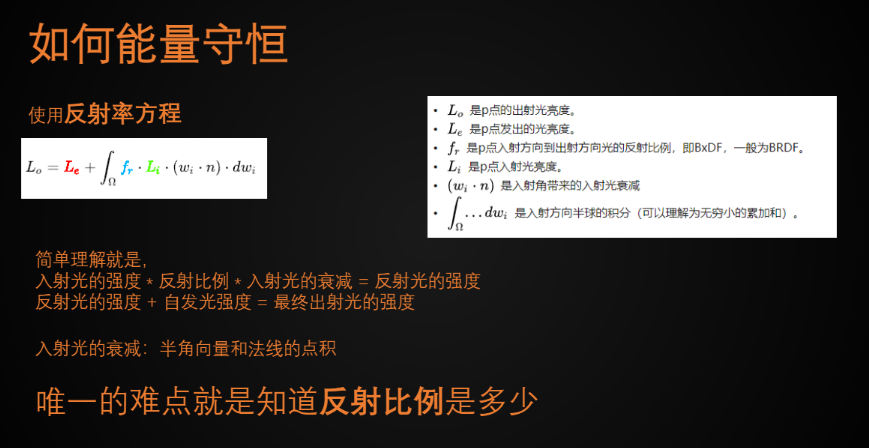 如何能量守恒
使用反射率方程
L_o = L_e + ∫_Ω f_r · L_i · (w_i · n) · dw_i
• L_o 是p点的出射光亮度。
• L_e 是p点发出的光亮度。
• f_r 是p点入射方向到出射方向光的反射比例，即BxDF，一般为BRDF。
• L_i 是p点入射光亮度。
• (w_i · n) 是入射角带来的入射光衰减
• ∫_Ω ... dw_i 是入射方向半球的积分（可以理解为无穷小的累加和）。
简单理解就是，
入射光的强度 * 反射比例 * 入射光的衰减 = 反射光的强度
反射光的强度 + 自发光强度 = 最终出射光的强度
入射光的衰减：半角向量和法线的点积
唯一的难点就是知道反射比例是多少